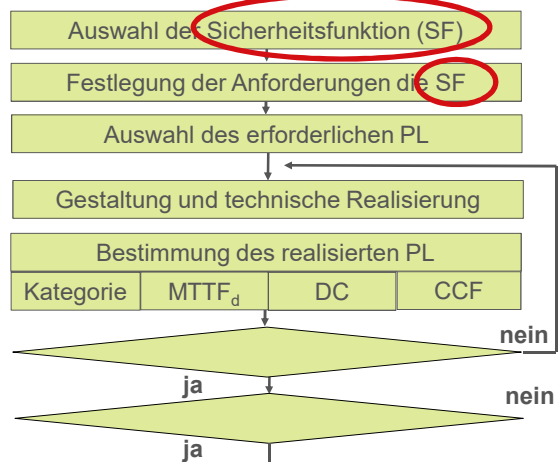 Auswahl der Sicherheitsfunktion (SF)
Festlegung der Anforderungen die SF
Auswahl des erforderlichen PL
Gestaltung und technische Realisierung
Bestimmung des realisierten PL
Kategorie MTTFd DC CCF
nein
ja
nein
ja